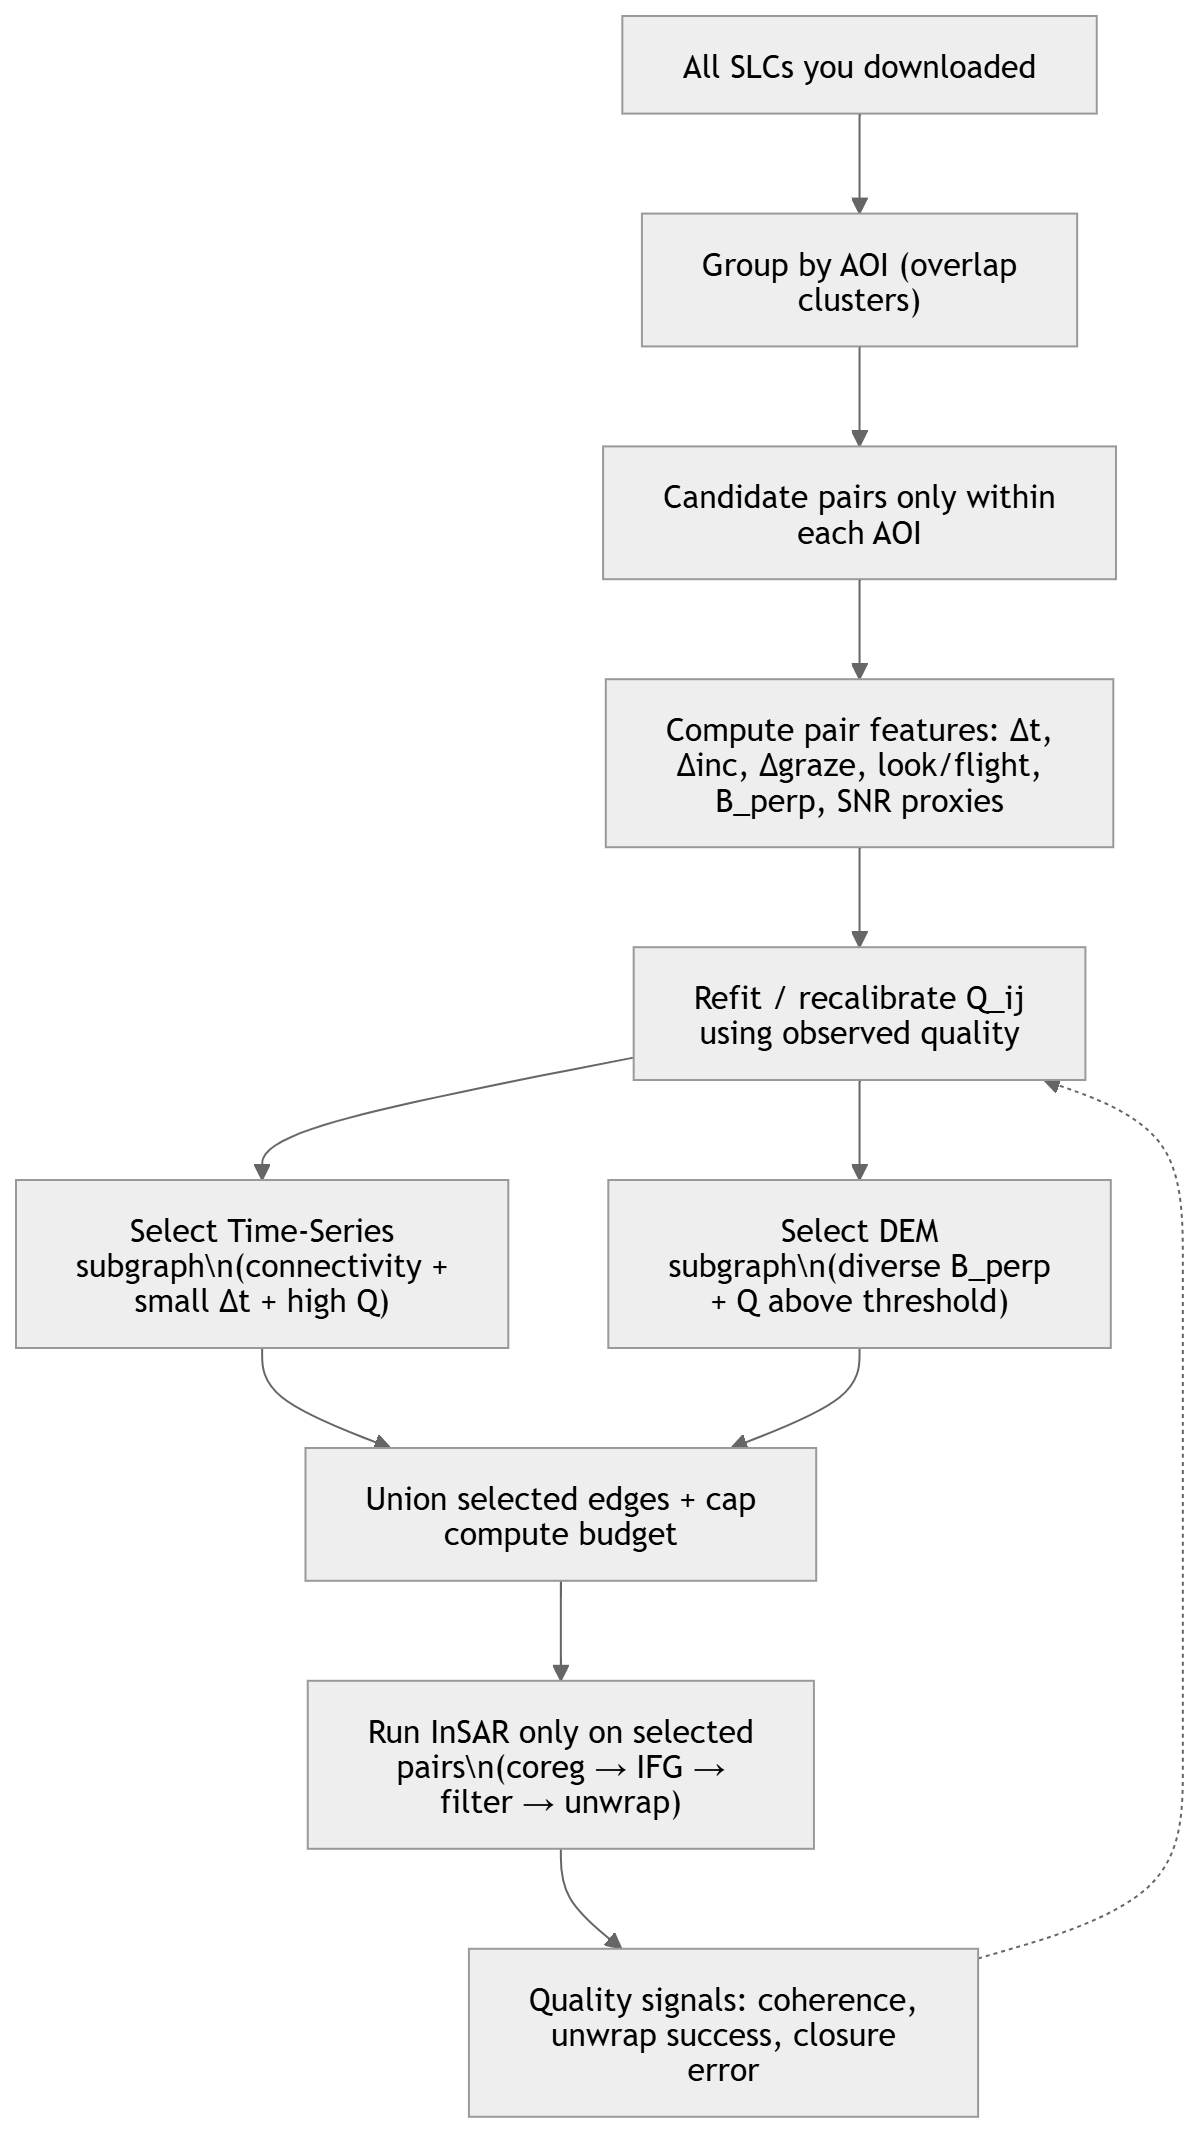 All SLCs you downloaded
Group by AOI (overlap
clusters)
Candidate pairs only within
each AOI
Compute pair features: Δt,
Δinc, Δgraze, look/flight,
B_perp, SNR proxies
Refit / recalibrate Q_ij
using observed quality
Select Time-Series
subgraph\n(connectivity +
small Δt + high Q)
Select DEM
subgraph\n(diverse B_perp
+ Q above threshold)
Union selected edges + cap
compute budget
Run InSAR only on selected
pairs\n(coreg → IFG →
filter → unwrap)
Quality signals: coherence,
unwrap success, closure
error